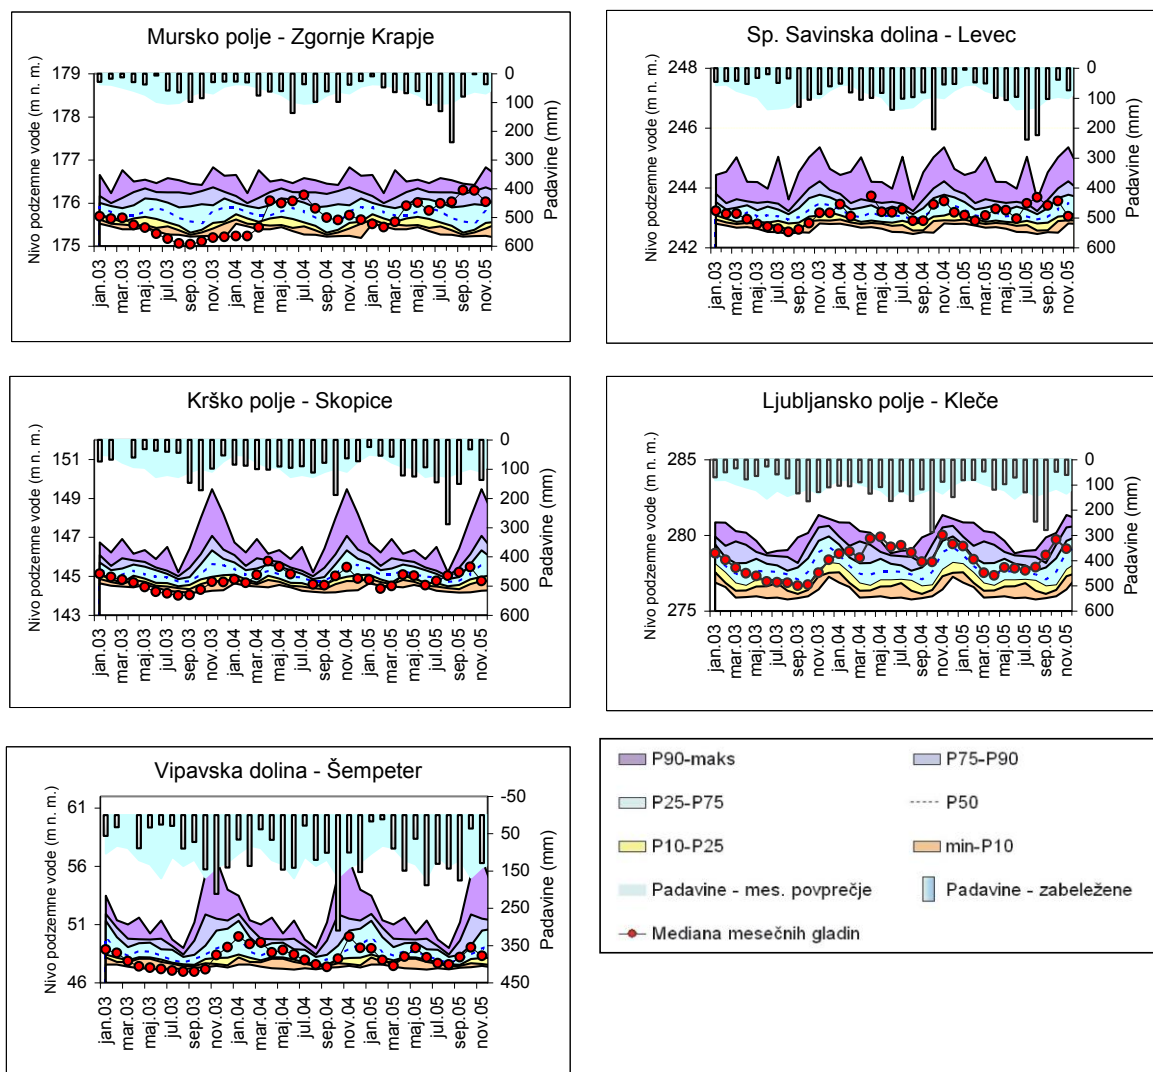 Mursko polje - Zgornje Krapje
Nivo podzemne vode (m n. m.)
179
178
177
176
175
0
100
200
300
400
500
600
Padavine (mm)
jan.03
mar.03
maj.03
jul.03
sep.03
nov.03
jan.04
mar.04
maj.04
jul.04
sep.04
nov.04
jan.05
mar.05
maj.05
jul.05
sep.05
nov.05
Sp. Savinska dolina - Levec
Nivo podzemne vode (m n. m.)
248
246
244
242
0
100
200
300
400
500
600
Padavine (mm)
jan.03
mar.03
maj.03
jul.03
sep.03
nov.03
jan.04
mar.04
maj.04
jul.04
sep.04
nov.04
jan.05
mar.05
maj.05
jul.05
sep.05
nov.05
Krško polje - Skopice
Nivo podzemne vode (m n. m.)
151
149
147
145
143
0
100
200
300
400
500
600
Padavine (mm)
jan.03
mar.03
maj.03
jul.03
sep.03
nov.03
jan.04
mar.04
maj.04
jul.04
sep.04
nov.04
jan.05
mar.05
maj.05
jul.05
sep.05
nov.05
Ljubljansko polje - Kleče
Nivo podzemne vode (m n. m.)
285
280
275
0
100
200
300
400
500
600
Padavine (mm)
jan.03
mar.03
maj.03
jul.03
sep.03
nov.03
jan.04
mar.04
maj.04
jul.04
sep.04
nov.04
jan.05
mar.05
maj.05
jul.05
sep.05
nov.05
Vipavska dolina - Šempeter
Nivo podzemne vode (m n. m.)
61
56
51
46
-50
50
150
250
350
450
Padavine (mm)
jan.03
mar.03
maj.03
jul.03
sep.03
nov.03
jan.04
mar.04
maj.04
jul.04
sep.04
nov.04
jan.05
mar.05
maj.05
jul.05
sep.05
nov.05
P90-maks
P75-P90
P25-P75
P50
P10-P25
min-P10
Padavine - mes. povprečje
Padavine - zabeležene
Mediana mesečnih gladin